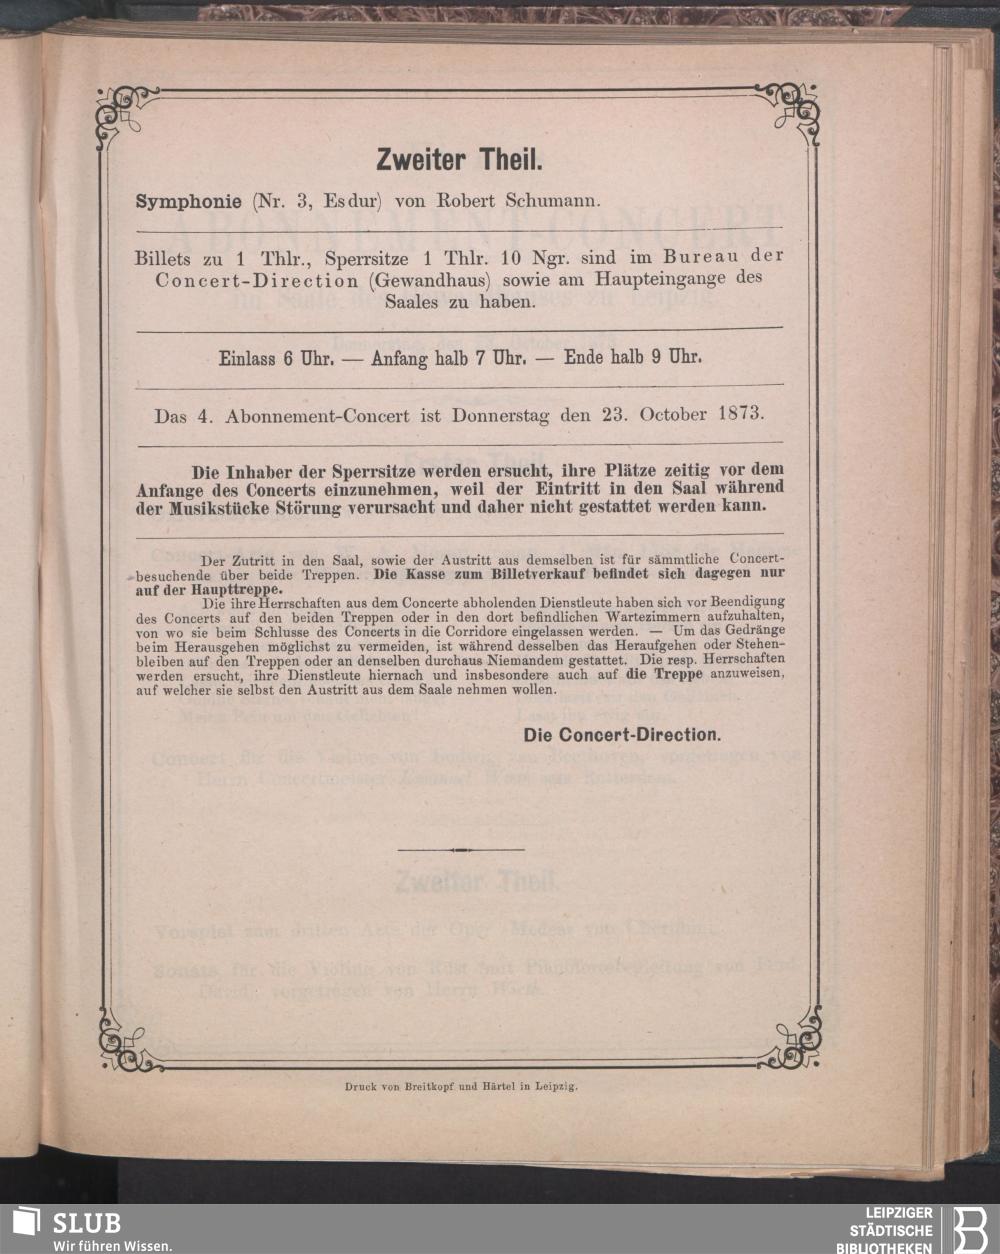 Zweiter Theil.
Symphonie (Nr. 3, Esdur) von Robert Schumann.
Billets zu 1 Thlr., Sperrsitze 1 Thlr. 10 Ngr. sind im Bureau der
Concert-Direction (Gewandhaus) sowie am Haupteingange des
Saales zu haben.
Einlass 6 Uhr. — Anfang halb 7 Uhr. — Ende halb 9 Uhr.
Das 4. Abonnement-Concert ist Donnerstag den 23. October 1873.
Die Inhaber der Sperrsitze werden ersucht, ihre Plätze zeitig vor dem
Anfange des Concerts einzunehmen, weil der Eintritt in den Saal während
der Musikstücke Störung verursacht und daher nicht gestattet werden kann.
Der Zutritt in den Saal, sowie der Austritt aus demselben ist für sämmtliche Concert-
besuchende über beide Treppen. Die Kasse zum Billetverkauf befindet sich dagegen nur
auf der Haupttreppe.
Die ihre Herrschaften aus dem Concerte abholenden Dienstleute haben sich vor Beendigung
des Concerts auf den beiden Treppen oder in den dort befindlichen Wartezimmern aufzuhalten,
von wo sie beim Schlusse des Concerts in die Corridore eingelassen werden. — Um das Gedränge
beim Herausgehen möglichst zu vermeiden, ist während desselben das Heraufgehen oder Stehen-
bleiben auf den Treppen oder an denselben durchaus Niemandem gestattet. Die resp. Herrschaften
werden ersucht, ihre Dienstleute hiernach und insbesondere auch auf die Treppe anzuweisen,
auf welcher sie selbst den Austritt aus dem Saale nehmen wollen.
Die Concert-Direction.
Druck von Breitkopf und Härtel in Leipzig.
SLUB
Wir führen Wissen.
LEIPZIGER
STÄDTISCHE
BIBLIOTHEKEN